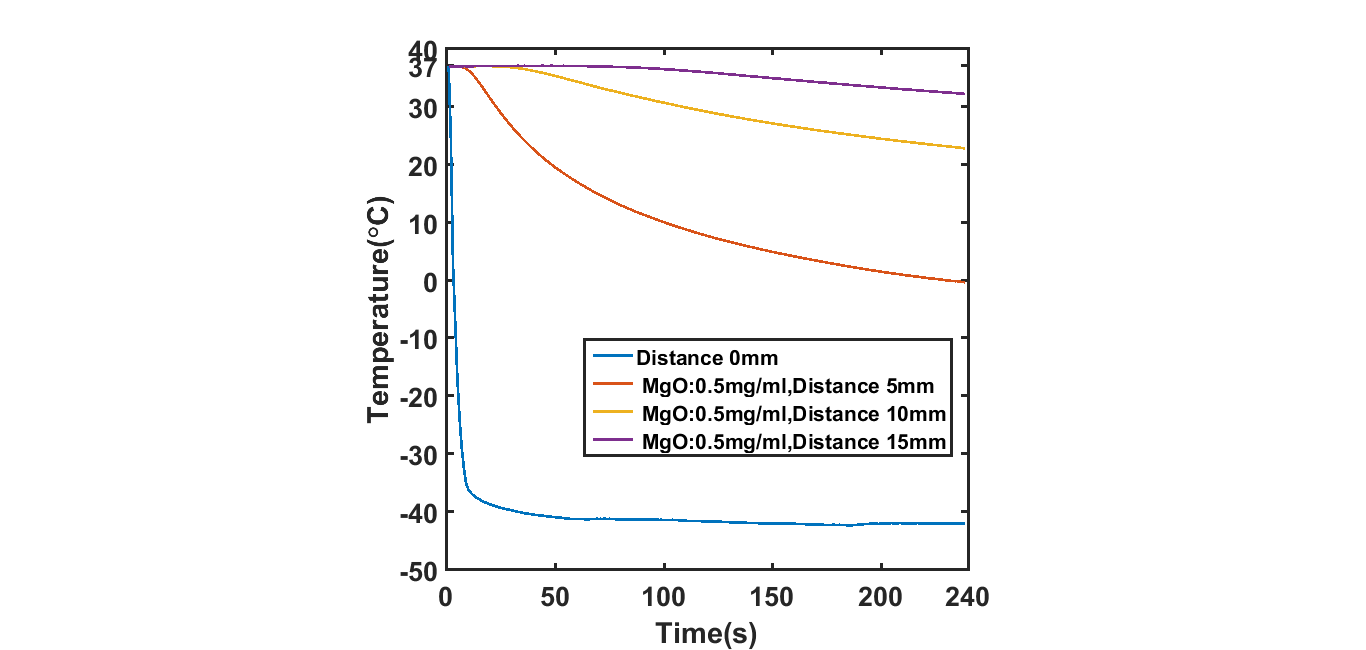 40
37
30
20
10
0
-10
-20
-30
-40
-50
Temperature(°C)
Distance 0mm
MgO:0.5mg/ml,Distance 5mm
MgO:0.5mg/ml,Distance 10mm
MgO:0.5mg/ml,Distance 15mm
0 50 100 150 200 240
Time(s)